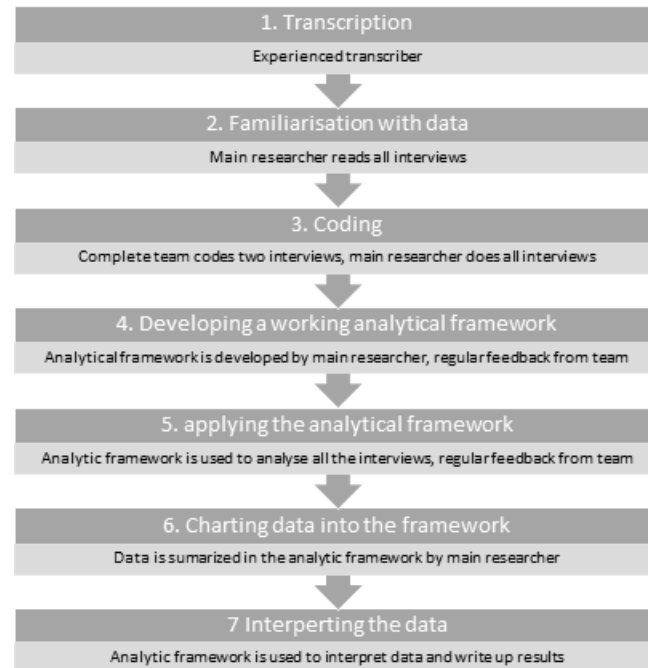 1. Transcription
Experienced transcriber
2. Familiarisation with data
Main researcher reads all interviews
3. Coding
Complete team codes two interviews, main researcher does all interviews
4. Developing a working analytical framework
Analytical framework is developed by main researcher, regular feedback from team
5. applying the analytical framework
Analytic framework is used to analyse all the interviews, regular feedback from team
6. Charting data into the framework
Data is sumarized in the analytic framework by main researcher
7 Interperting the data
Analytic framework is used to interpret data and write up results